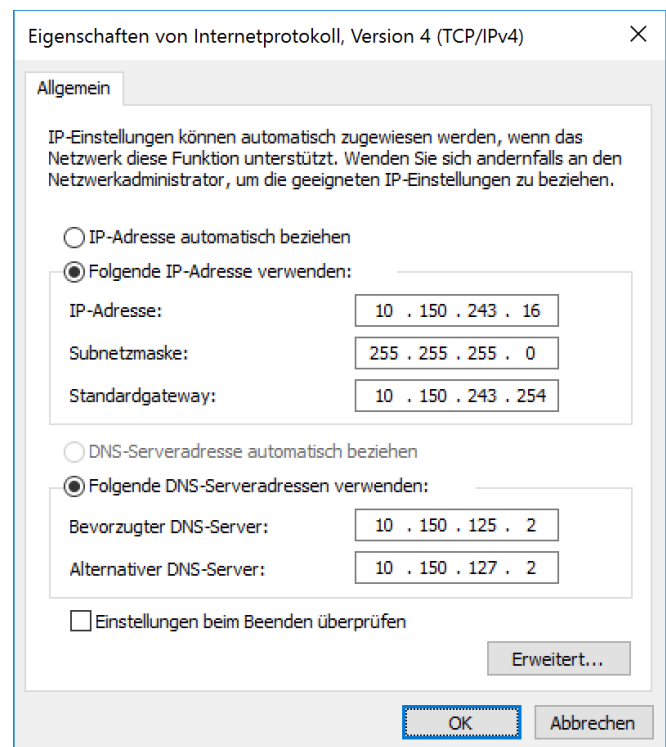 Eigenschaften von Internetprotokoll, Version 4 (TCP/IPv4)
Allgemein
IP-Einstellungen können automatisch zugewiesen werden, wenn das
Netzwerk diese Funktion unterstützt. Wenden Sie sich andernfalls an den
Netzwerkadministrator, um die geeigneten IP-Einstellungen zu beziehen.
IP-Adresse automatisch beziehen
Folgende IP-Adresse verwenden:
IP-Adresse: 10 . 150 . 243 . 16
Subnetzmaske: 255 . 255 . 255 . 0
Standardgateway: 10 . 150 . 243 . 254
DNS-Serveradresse automatisch beziehen
Folgende DNS-Serveradressen verwenden:
Bevorzugter DNS-Server: 10 . 150 . 125 . 2
Alternativer DNS-Server: 10 . 150 . 127 . 2
Einstellungen beim Beenden überprüfen
Erweitert...
OK Abbrechen